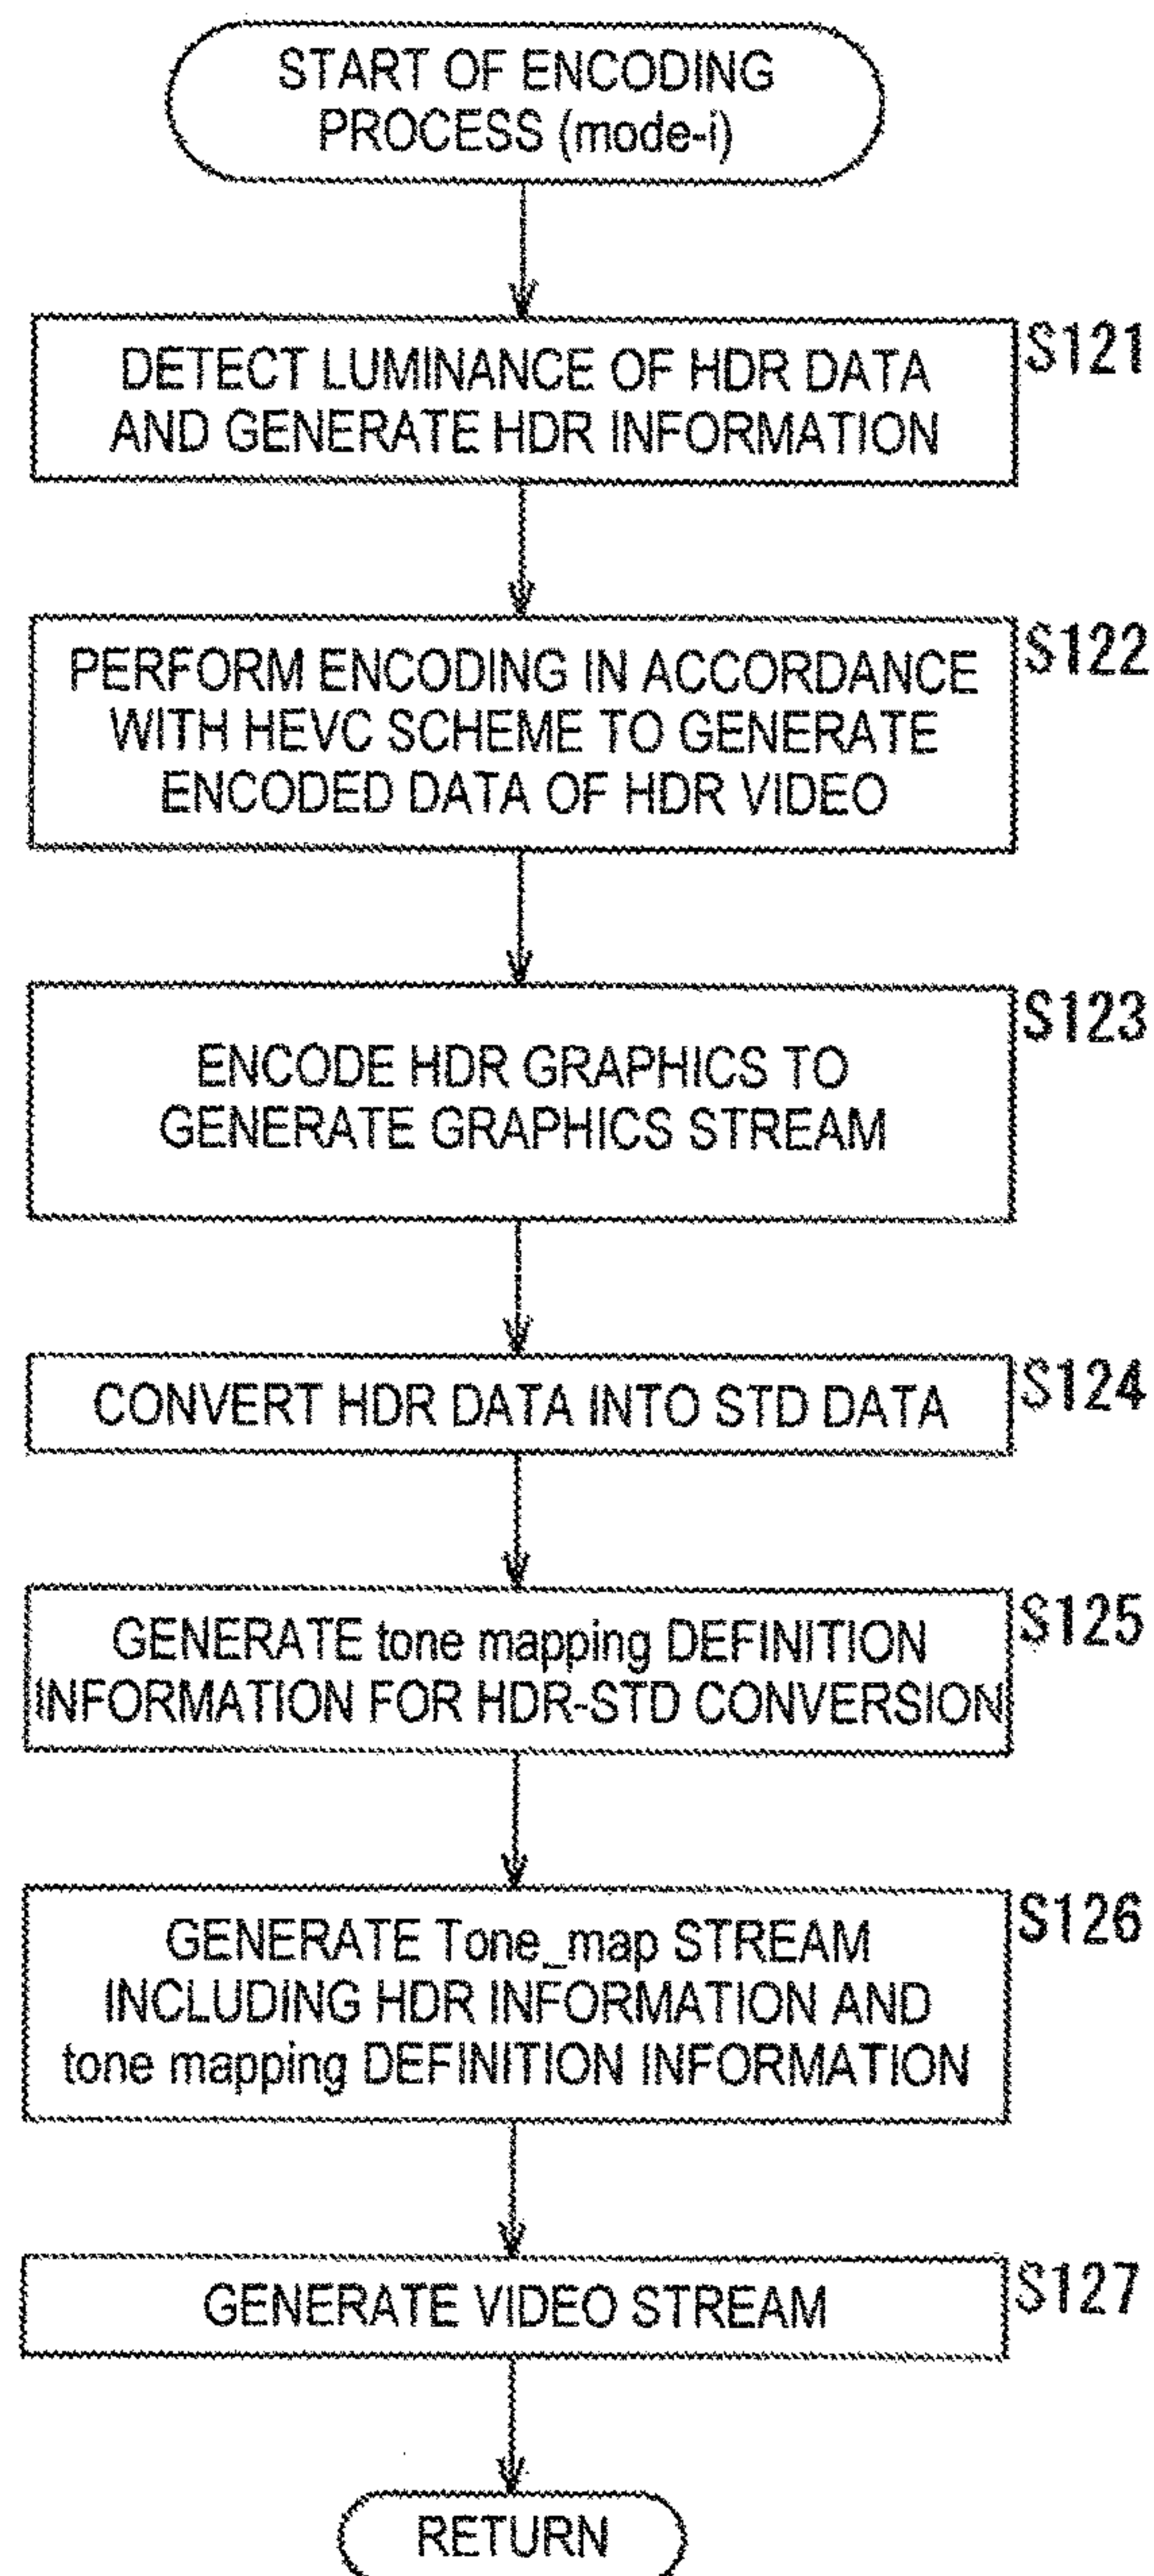 START OF ENCODING
PROCESS (mode-i)
S121
DETECT LUMINANCE OF HDR DATA
AND GENERATE HDR INFORMATION
S122
PERFORM ENCODING IN ACCORDANCE
WITH HEVC SCHEME TO GENERATE
ENCODED DATA OF HDR VIDEO
S123
ENCODE HDR GRAPHICS TO
GENERATE GRAPHICS STREAM
S124
CONVERT HDR DATA INTO STD DATA
S125
GENERATE tone mapping DEFINITION
INFORMATION FOR HDR-STD CONVERSION
S126
GENERATE Tone_map STREAM
INCLUDING HDR INFORMATION AND
tone mapping DEFINITION INFORMATION
S127
GENERATE VIDEO STREAM
RETURN